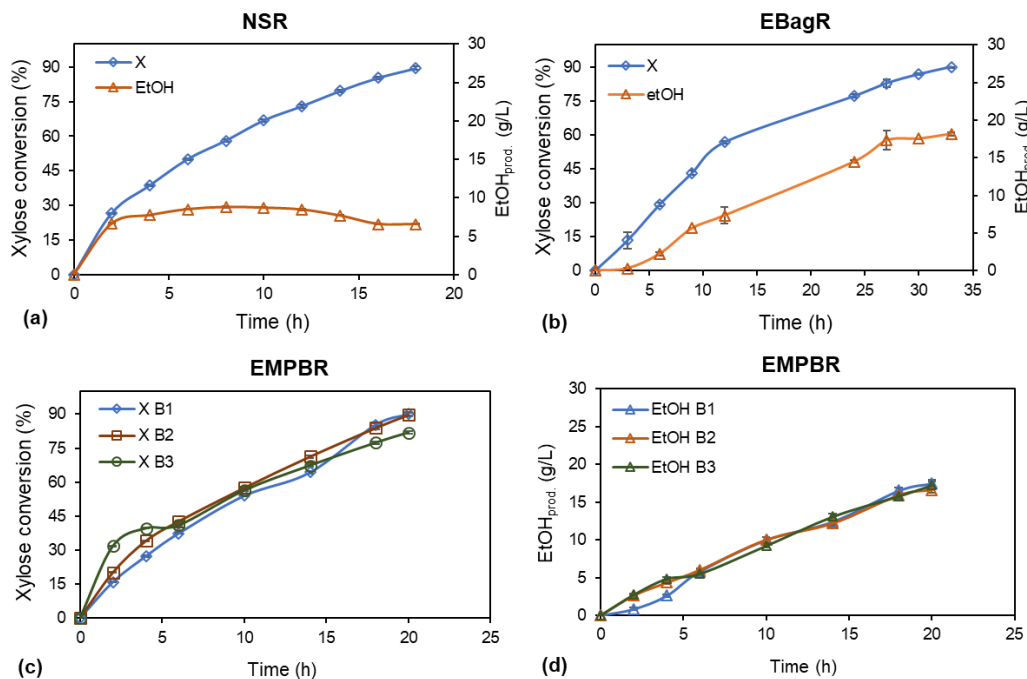 NSR
X
EtOH
Xylose conversion (%)
90
75
60
45
30
15
0
30
25
20
15
10
5
0
EtOHprod. (g/L)
0 5 10 15 20
Time (h)
(a)
EBagR
X
etOH
Xylose conversion (%)
90
75
60
45
30
15
0
30
25
20
15
10
5
0
EtOHprod. (g/L)
0 5 10 15 20 25 30 35
Time (h)
(b)
EMPBR
X B1
X B2
X B3
Xylose conversion (%)
90
75
60
45
30
15
0
0 5 10 15 20 25
Time (h)
(c)
EMPBR
EtOH B1
EtOH B2
EtOH B3
EtOHprod. (g/L)
30
25
20
15
10
5
0
0 5 10 15 20 25
Time (h)
(d)